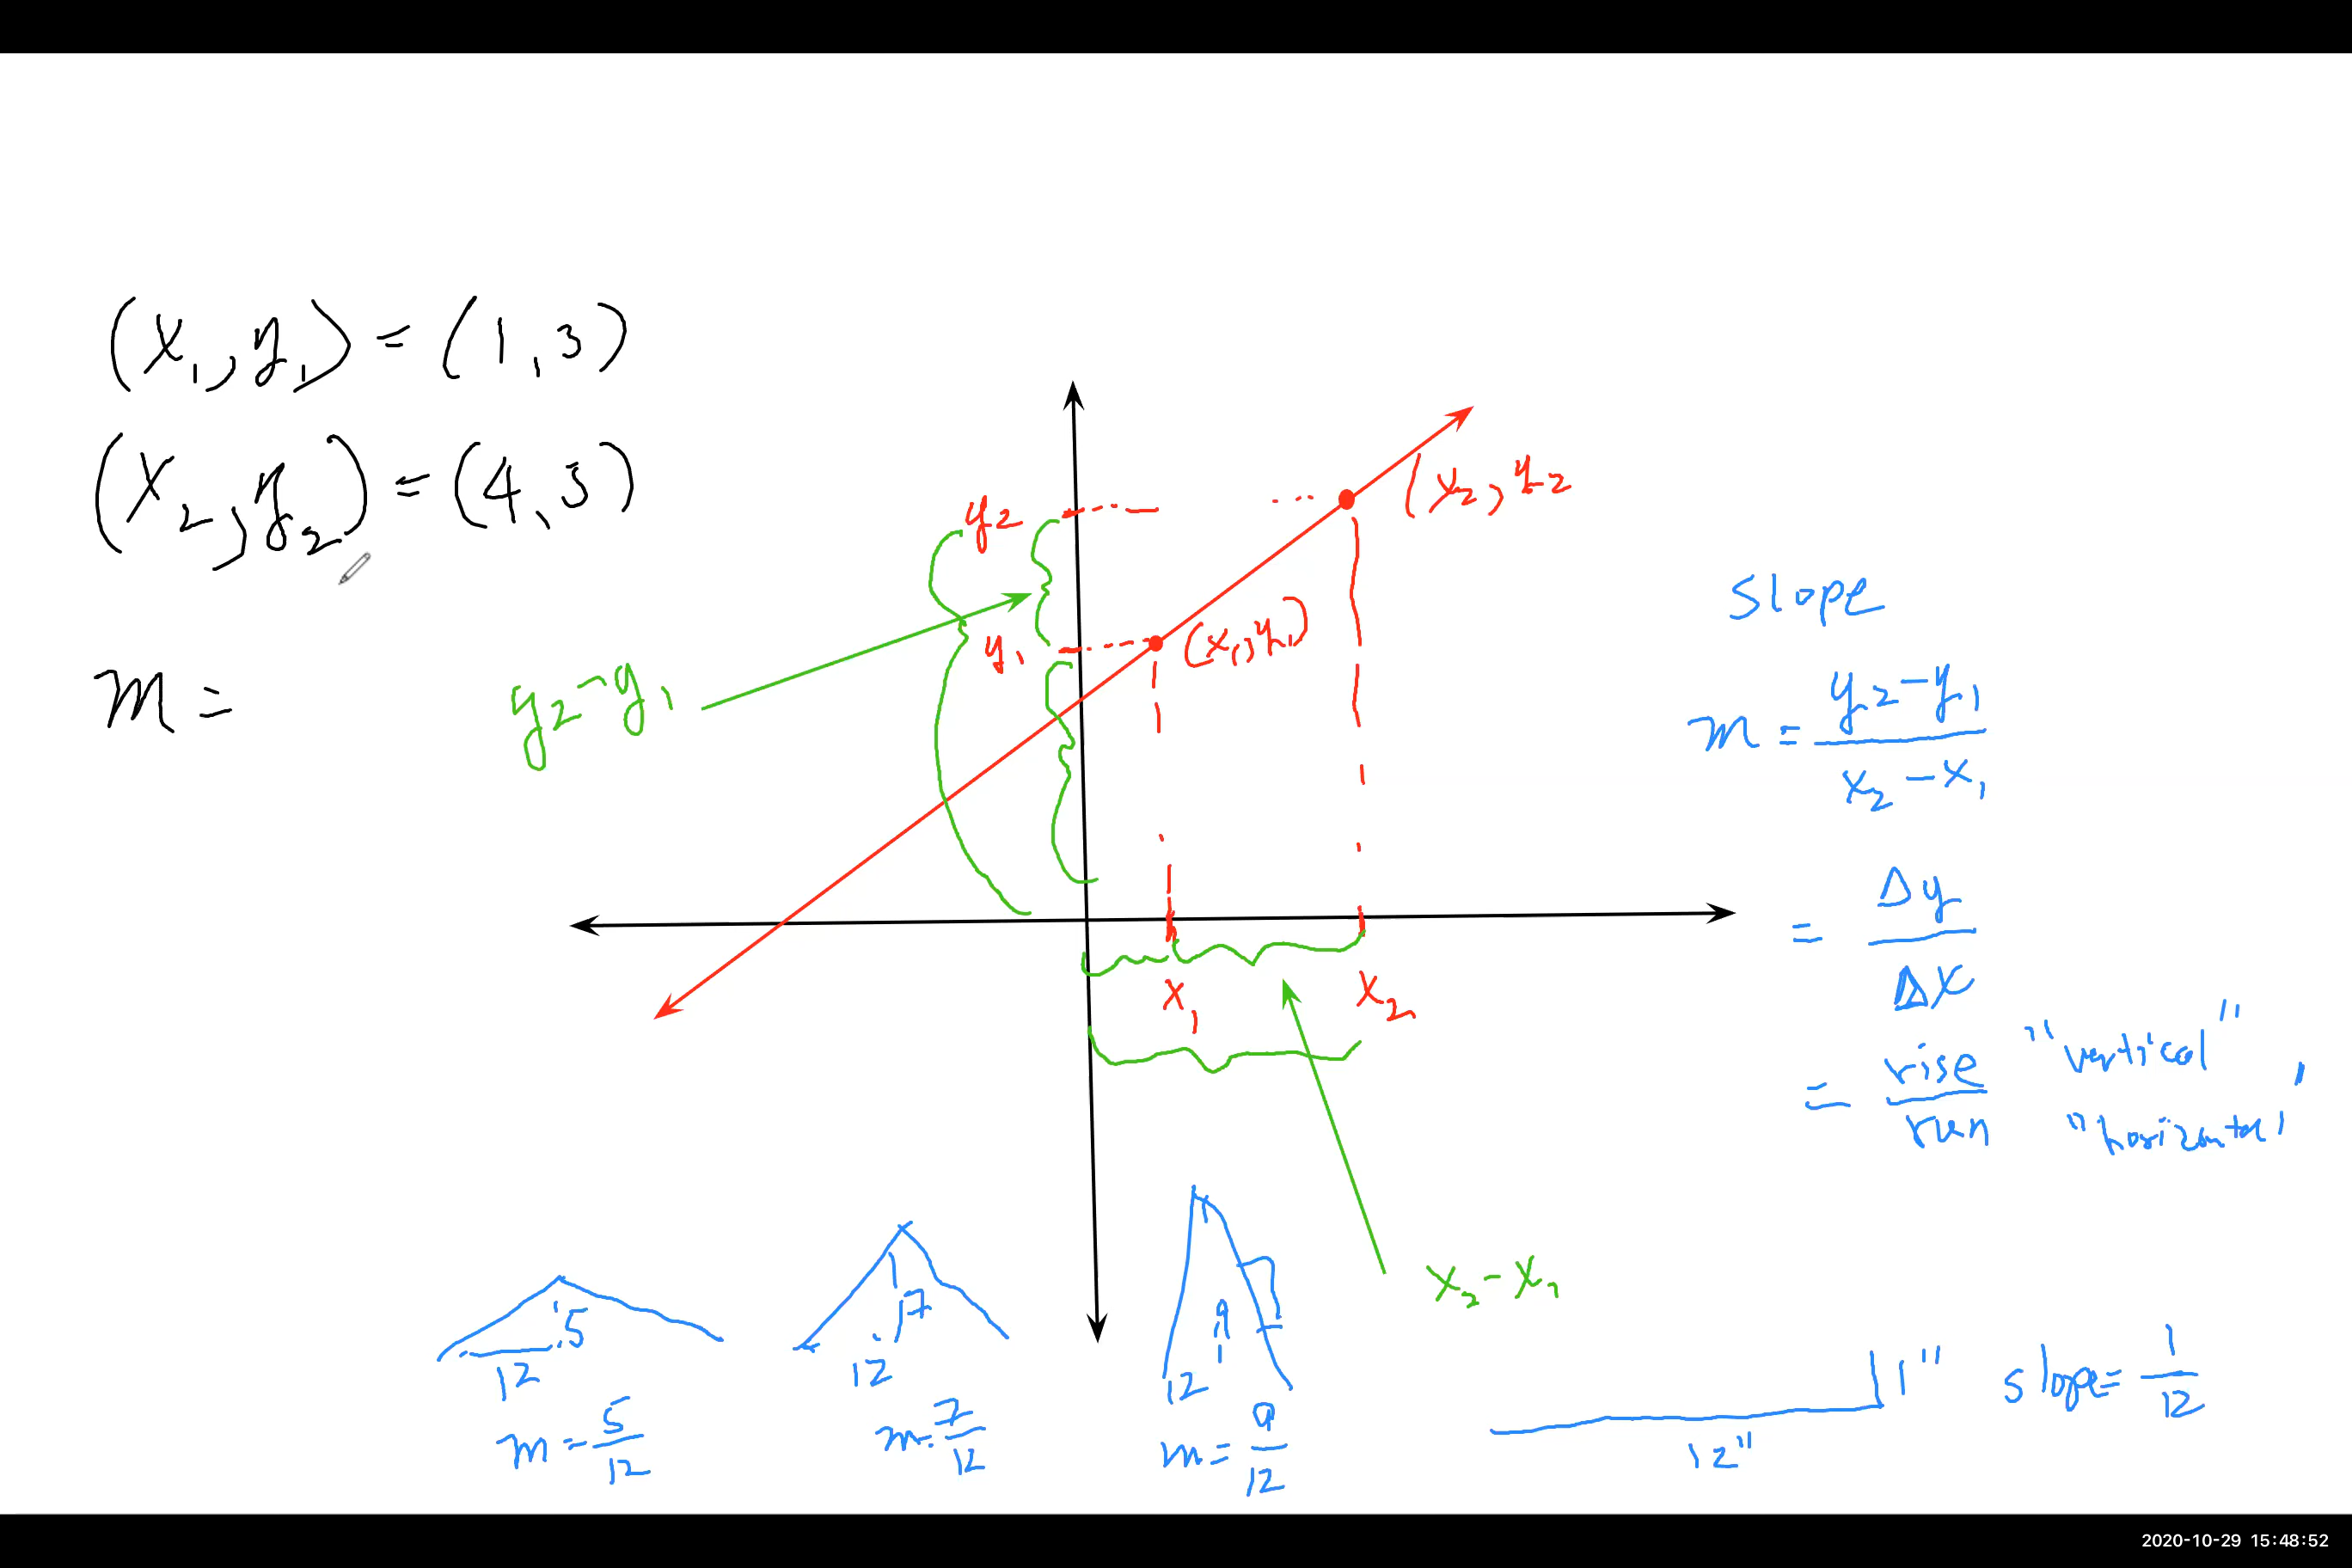 (x₁, y₁) = (1, 3)
(x₂, y₂) = (4, 5)
m =
y₂ - y₁
y₂
y₁
(x₂, y₂
(x₁, y₁)
x₁
x₂
x₂ - x₁
slope
m = (y₂ - y₁)/(x₂ - x₁)
= Δy/Δx
= rise/run "vertical" , "horizontal"
5
12
m = 5/12
7
12
m = 7/12
9
12
m = 9/12
1"
12"
slope = 1/12
2020-10-29 15:48:52